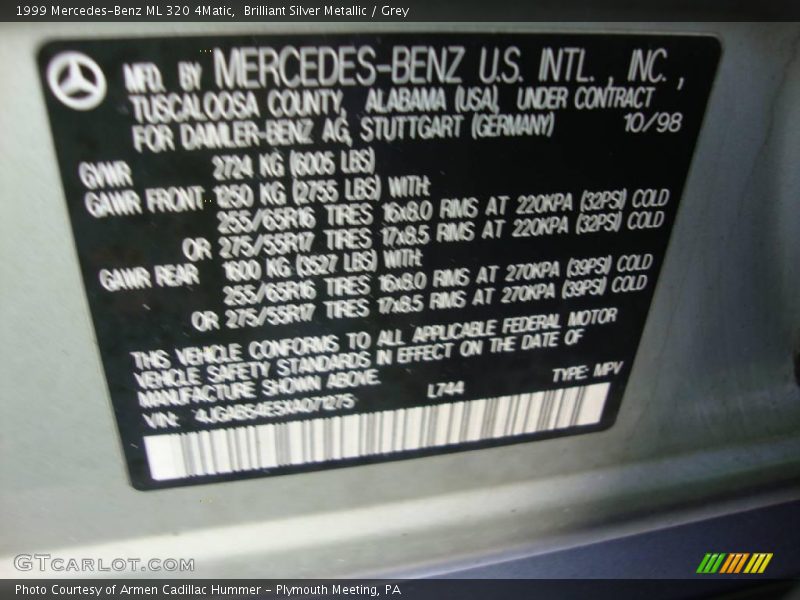 1999 Mercedes-Benz ML 320 4Matic,  Brilliant Silver Metallic / Grey
MFD. BY MERCEDES-BENZ U.S. INTL., INC.,
TUSCALOOSA COUNTY, ALABAMA (USA), UNDER CONTRACT
FOR DAIMLER-BENZ AG, STUTTGART (GERMANY) 10/98
GVWR 2724 KG (6005 LBS)
GAWR FRONT 1250 KG (2755 LBS) WITH:
255/65R16 TIRES 16x8.0 RIMS AT 220KPA (32PSI) COLD
OR 275/55R17 TIRES 17x8.5 RIMS AT 220KPA (32PSI) COLD
GAWR REAR 1600 KG (3527 LBS) WITH:
255/65R16 TIRES 16x8.0 RIMS AT 270KPA (39PSI) COLD
OR 275/55R17 TIRES 17x8.5 RIMS AT 270KPA (39PSI) COLD
THIS VEHICLE CONFORMS TO ALL APPLICABLE FEDERAL MOTOR
VEHICLE SAFETY STANDARDS IN EFFECT ON THE DATE OF
MANUFACTURE SHOWN ABOVE.
VIN: 4JGAB54E5XA071275 L744 TYPE: MPV
GTCARLOT.COM
Photo Courtesy of Armen Cadillac Hummer - Plymouth Meeting, PA